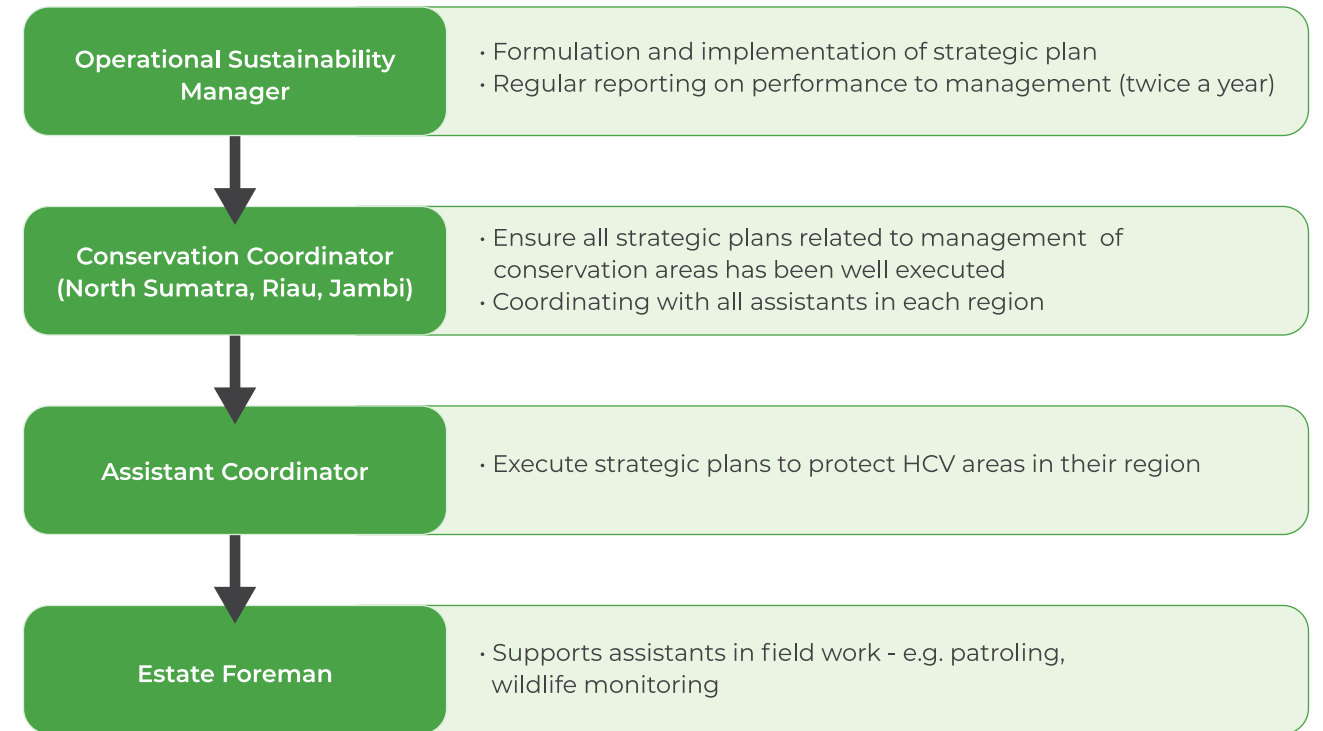 Operational Sustainability
Manager
· Formulation and implementation of strategic plan
· Regular reporting on performance to management (twice a year)
Conservation Coordinator
(North Sumatra, Riau, Jambi)
· Ensure all strategic plans related to management of
conservation areas has been well executed
· Coordinating with all assistants in each region
Assistant Coordinator
· Execute strategic plans to protect HCV areas in their region
Estate Foreman
· Supports assistants in field work - e.g. patroling,
wildlife monitoring